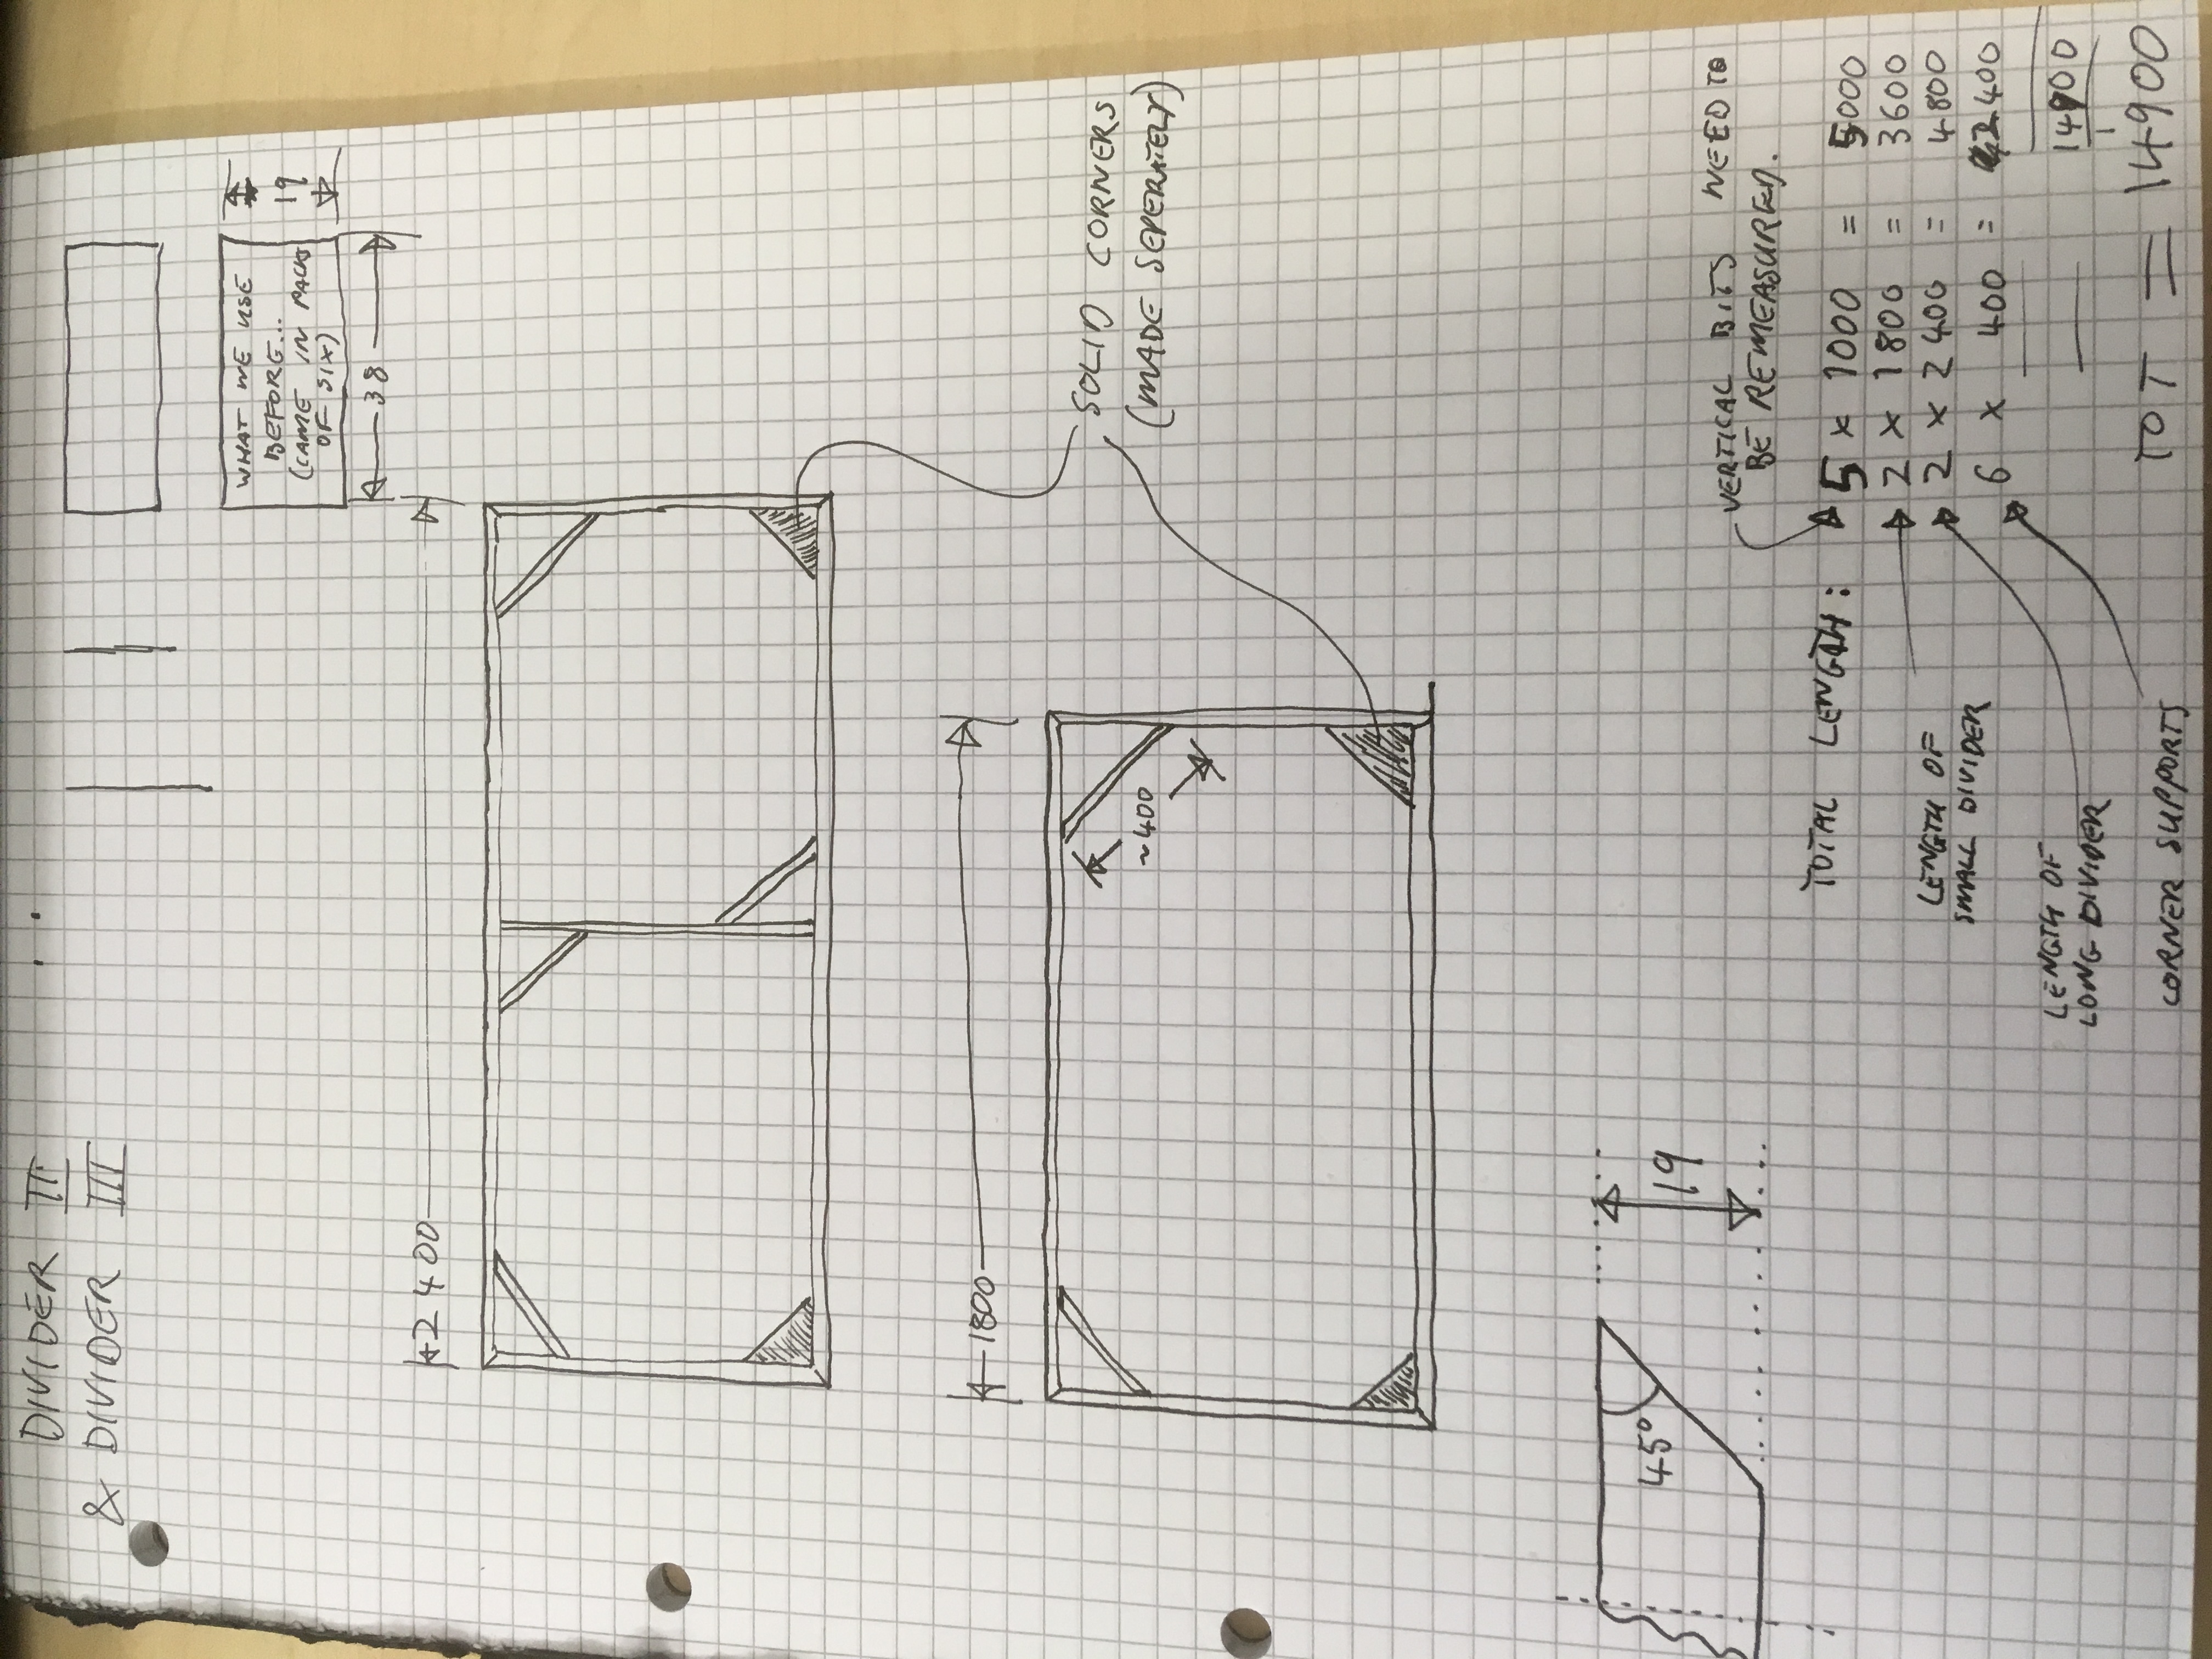 DIVIDER II
& DIVIDER III
19
WHAT WE USE
BEFORE...
(CAME IN PACKS
OF SIX)
38
2400
SOLID CORNERS
(MADE SEPERATELY)
1800
~400
VERTICAL BITS NEED TO
BE REMEASURED.
TOTAL LENGTH:
5 x 1000 = 5000
2 x 1800 = 3600
2 x 2400 = 4800
6 x 400 = 2400
14900
1
TOT = 14900
LENGTH OF
SMALL DIVIDER
LENGTH OF
LONG DIVIDER
CORNER SUPPORTS
45°
19